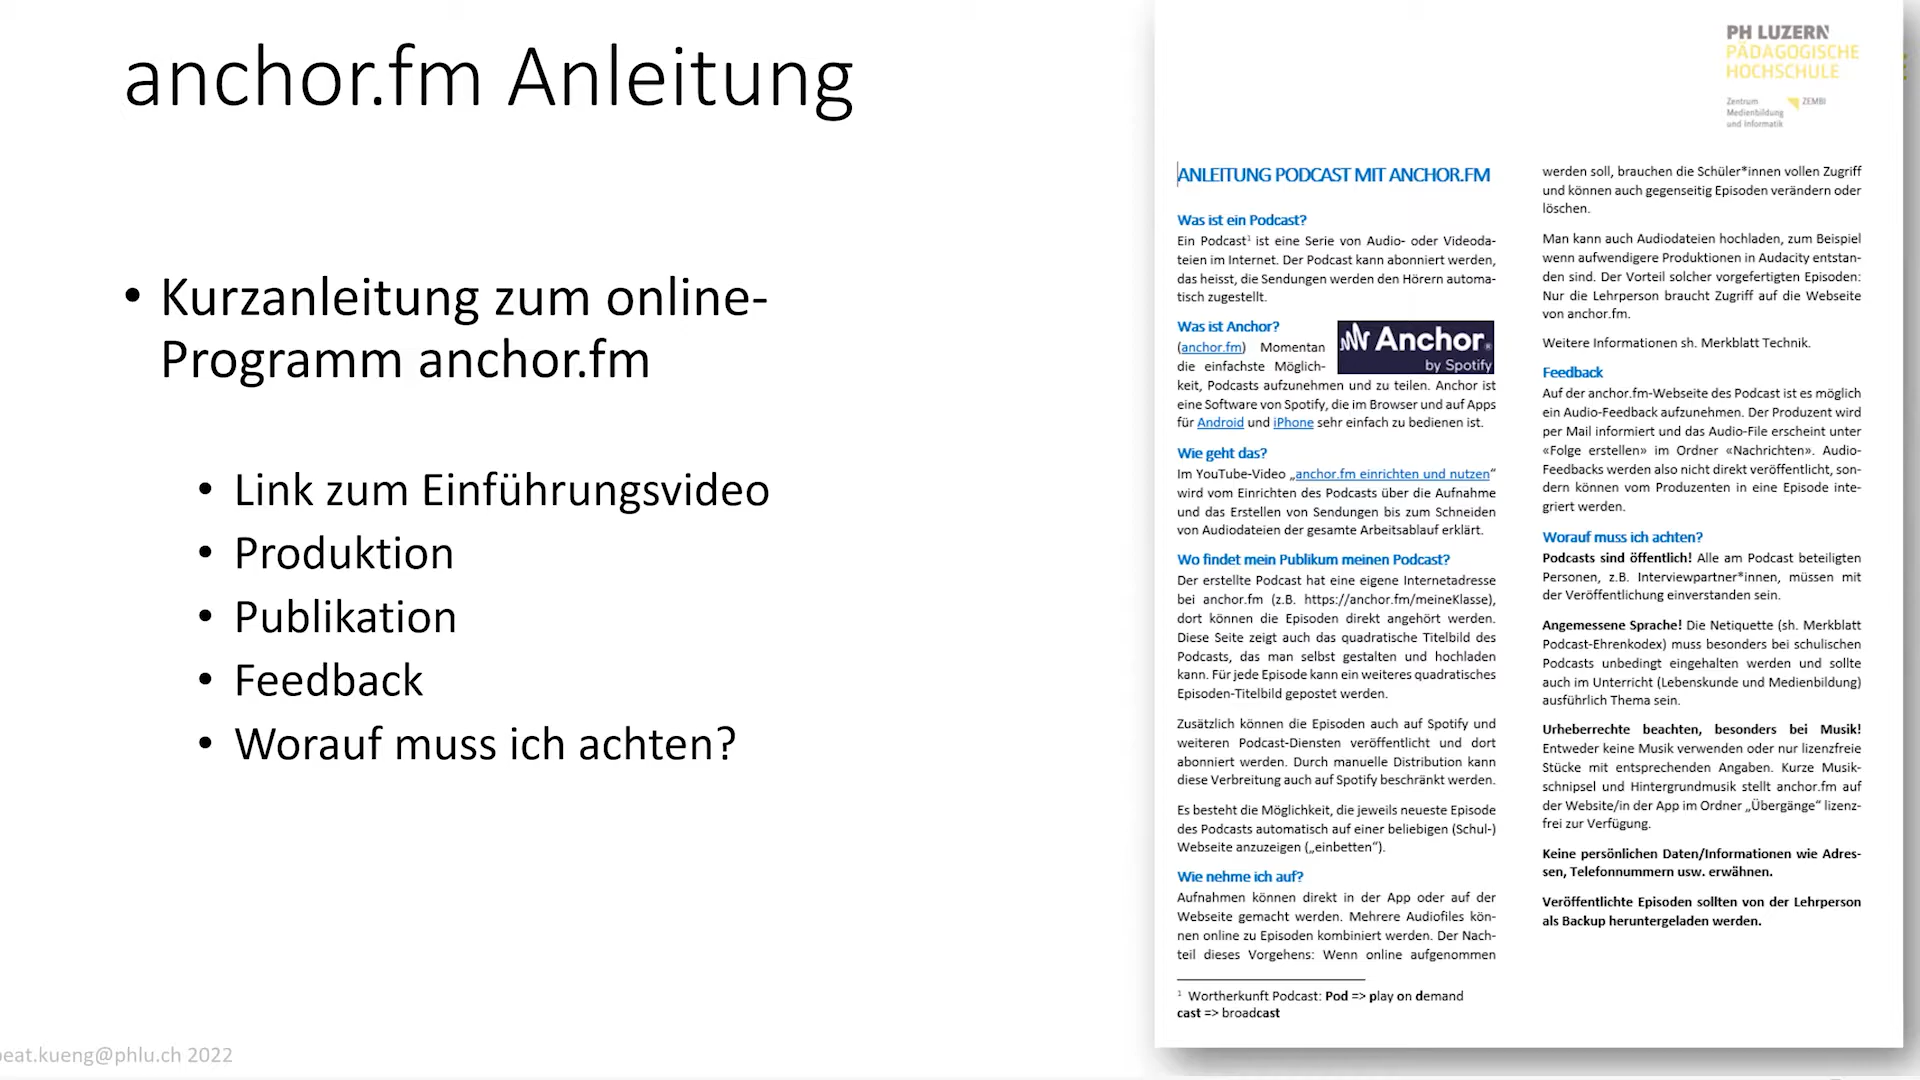 anchor.fm Anleitung
• Kurzanleitung zum online-
Programm anchor.fm
• Link zum Einführungsvideo
• Produktion
• Publikation
• Feedback
• Worauf muss ich achten?
beat.kueng@phlu.ch 2022
PH LUZERN
PÄDAGOGISCHE
HOCHSCHULE
Zentrum
Medienbildung
und Informatik
ZEMBI
ANLEITUNG PODCAST MIT ANCHOR.FM
Was ist ein Podcast?
Ein Podcast¹ ist eine Serie von Audio- oder Videoda-
teien im Internet. Der Podcast kann abonniert werden,
das heisst, die Sendungen werden den Hörern automa-
tisch zugestellt.
Was ist Anchor?
(anchor.fm) Momentan
die einfachste Möglich-
Anchor®
by Spotify
keit, Podcasts aufzunehmen und zu teilen. Anchor ist
eine Software von Spotify, die im Browser und auf Apps
für Android und iPhone sehr einfach zu bedienen ist.
Wie geht das?
Im YouTube-Video „anchor.fm einrichten und nutzen“
wird vom Einrichten des Podcasts über die Aufnahme
und das Erstellen von Sendungen bis zum Schneiden
von Audiodateien der gesamte Arbeitsablauf erklärt.
Wo findet mein Publikum meinen Podcast?
Der erstellte Podcast hat eine eigene Internetadresse
bei anchor.fm (z.B. https://anchor.fm/meineKlasse),
dort können die Episoden direkt angehört werden.
Diese Seite zeigt auch das quadratische Titelbild des
Podcasts, das man selbst gestalten und hochladen
kann. Für jede Episode kann ein weiteres quadratisches
Episoden-Titelbild gepostet werden.
Zusätzlich können die Episoden auch auf Spotify und
weiteren Podcast-Diensten veröffentlicht und dort
abonniert werden. Durch manuelle Distribution kann
diese Verbreitung auch auf Spotify beschränkt werden.
Es besteht die Möglichkeit, die jeweils neueste Episode
des Podcasts automatisch auf einer beliebigen (Schul-)
Webseite anzuzeigen („einbetten“).
Wie nehme ich auf?
Aufnahmen können direkt in der App oder auf der
Webseite gemacht werden. Mehrere Audiofiles kön-
nen online zu Episoden kombiniert werden. Der Nach-
teil dieses Vorgehens: Wenn online aufgenommen
¹ Wortherkunft Podcast: Pod => play on demand
cast => broadcast
werden soll, brauchen die Schüler*innen vollen Zugriff
und können auch gegenseitig Episoden verändern oder
löschen.
Man kann auch Audiodateien hochladen, zum Beispiel
wenn aufwendigere Produktionen in Audacity entstan-
den sind. Der Vorteil solcher vorgefertigten Episoden:
Nur die Lehrperson braucht Zugriff auf die Webseite
von anchor.fm.
Weitere Informationen sh. Merkblatt Technik.
Feedback
Auf der anchor.fm-Webseite des Podcast ist es möglich
ein Audio-Feedback aufzunehmen. Der Produzent wird
per Mail informiert und das Audio-File erscheint unter
«Folge erstellen» im Ordner «Nachrichten». Audio-
Feedbacks werden also nicht direkt veröffentlicht, son-
dern können vom Produzenten in eine Episode inte-
griert werden.
Worauf muss ich achten?
Podcasts sind öffentlich! Alle am Podcast beteiligten
Personen, z.B. Interviewpartner*innen, müssen mit
der Veröffentlichung einverstanden sein.
Angemessene Sprache! Die Netiquette (sh. Merkblatt
Podcast-Ehrenkodex) muss besonders bei schulischen
Podcasts unbedingt eingehalten werden und sollte
auch im Unterricht (Lebenskunde und Medienbildung)
ausführlich Thema sein.
Urheberrechte beachten, besonders bei Musik!
Entweder keine Musik verwenden oder nur lizenzfreie
Stücke mit entsprechenden Angaben. Kurze Musik-
schnipsel und Hintergrundmusik stellt anchor.fm auf
der Website/in der App im Ordner „Übergänge“ lizenz-
frei zur Verfügung.
Keine persönlichen Daten/Informationen wie Adres-
sen, Telefonnummern usw. erwähnen.
Veröffentlichte Episoden sollten von der Lehrperson
als Backup heruntergeladen werden.